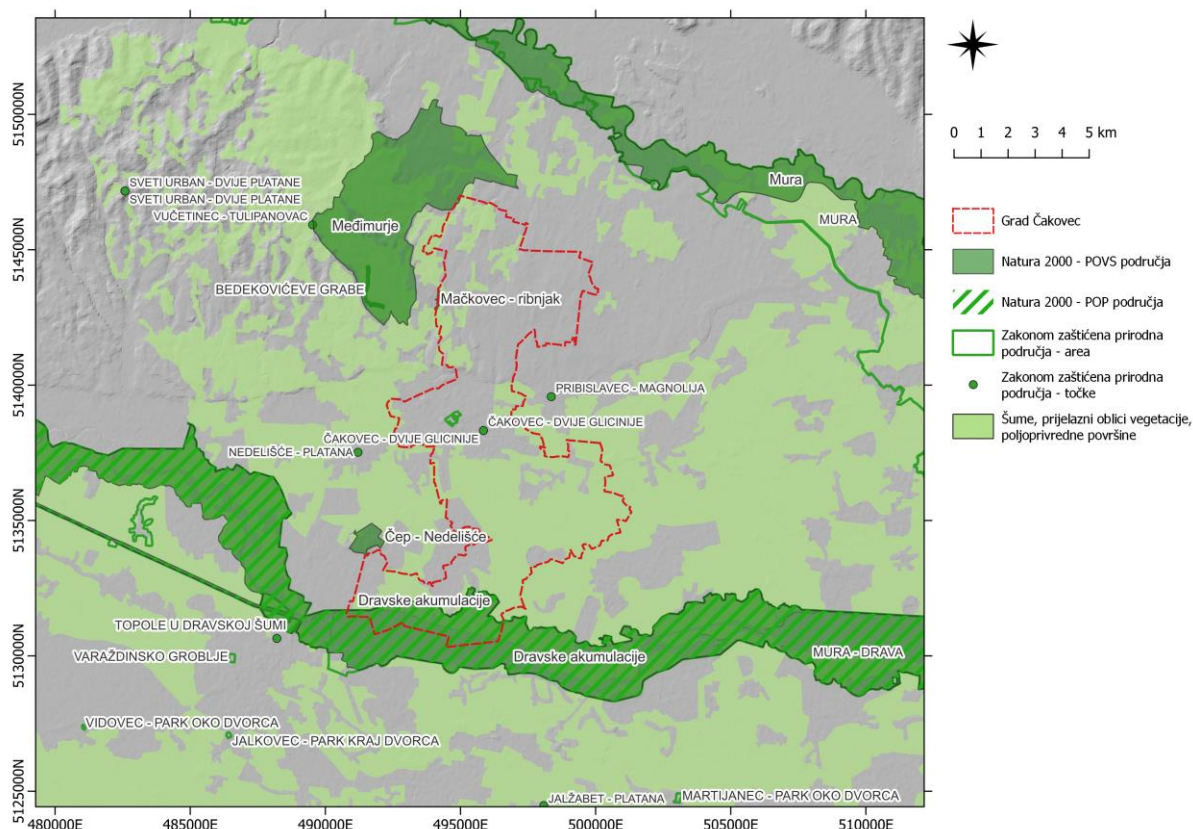 5150000N
5145000N
5140000N
5135000N
5130000N
5125000N
SVETI URBAN - DVIJE PLATANE
SVETI URBAN - DVIJE PLATANE
VUČETINEC - TULIPANOVAC
Međimurje
BEDEKOVIĆEVE GRABE
Mačkovec - ribnjak
Mura
MURA
PRIBISLAVEC - MAGNOLIJA
ČAKOVEC - DVIJE GLICINIJE
ČAKOVEC - DVIJE GLICINIJE
NEDELIŠĆE - PLATANA
Čep - Nedelišće
Dravske akumulacije
TOPOLE U DRAVSKOJ ŠUMI
VARAŽDINSKO GROBLJE
Dravske akumulacije
MURA - DRAVA
VIDOVEC - PARK OKO DVORCA
JALKOVEC - PARK KRAJ DVORCA
JALŽABET - PLATANA
MARTIJANEC - PARK OKO DVORCA
480000E
485000E
490000E
495000E
500000E
505000E
510000E
0 1 2 3 4 5 km
Grad Čakovec
Natura 2000 - POVS područja
Natura 2000 - POP područja
Zakonom zaštićena prirodna
područja - area
Zakonom zaštićena prirodna
područja - točke
Šume, prijelazni oblici vegetacije,
poljoprivredne površine